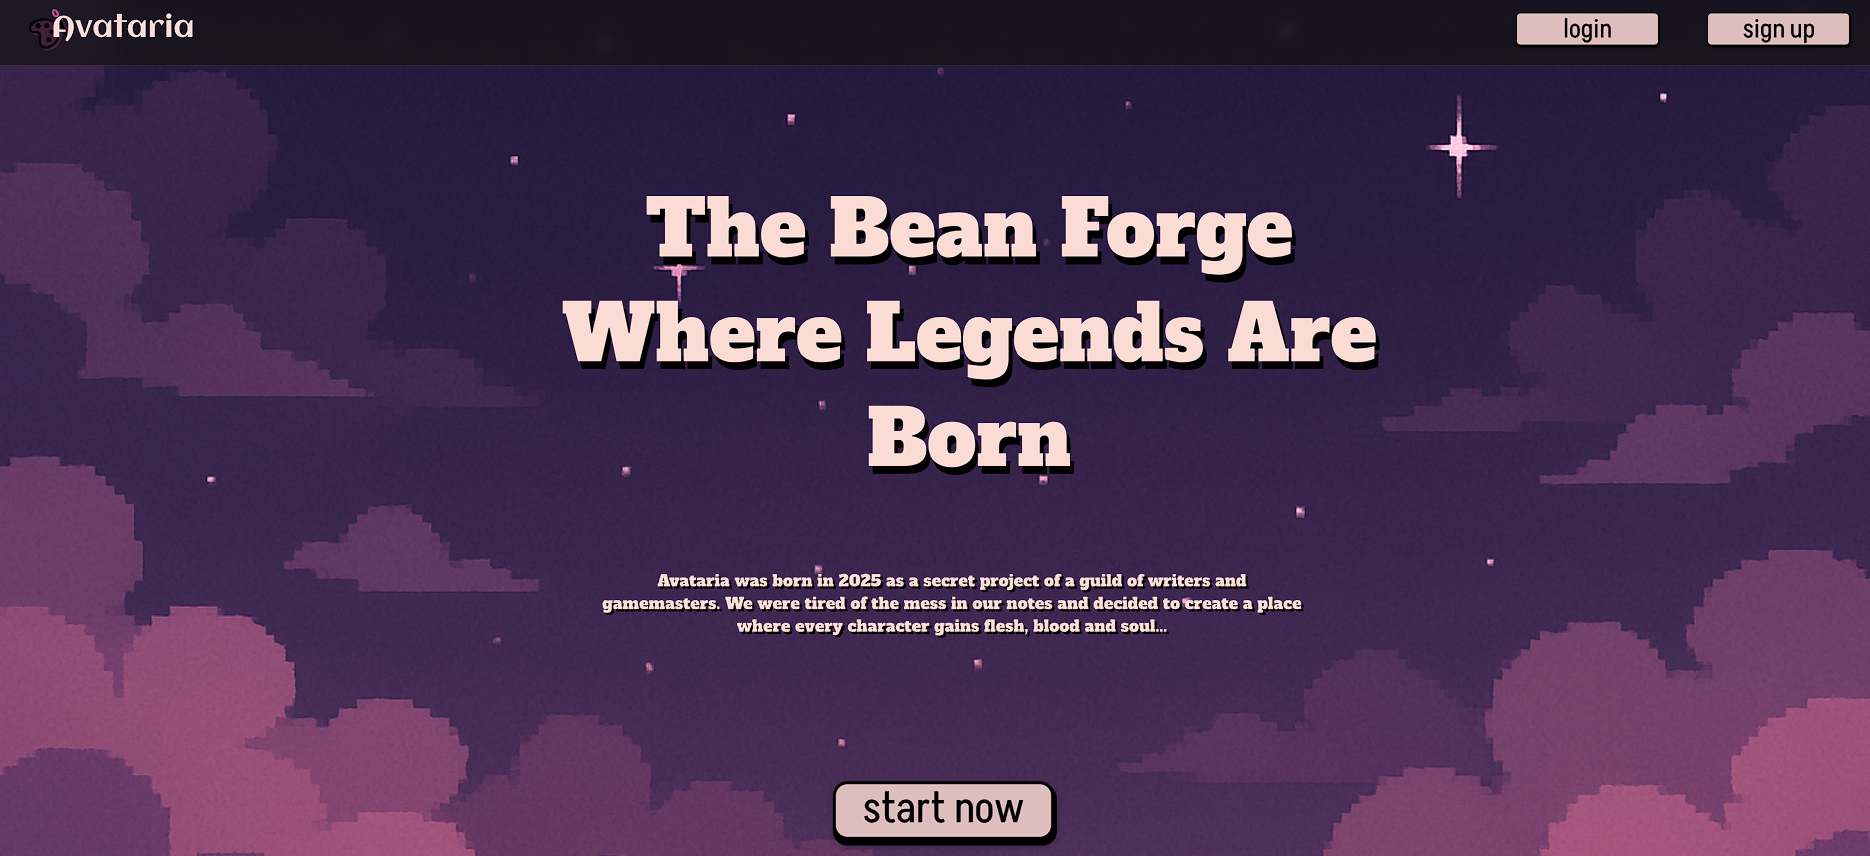 Avataria
login
sign up
The Bean Forge
Where Legends Are
Born
Avataria was born in 2025 as a secret project of a guild of writers and
gamemasters. We were tired of the mess in our notes and decided to create a place
where every character gains flesh, blood and soul...
start now